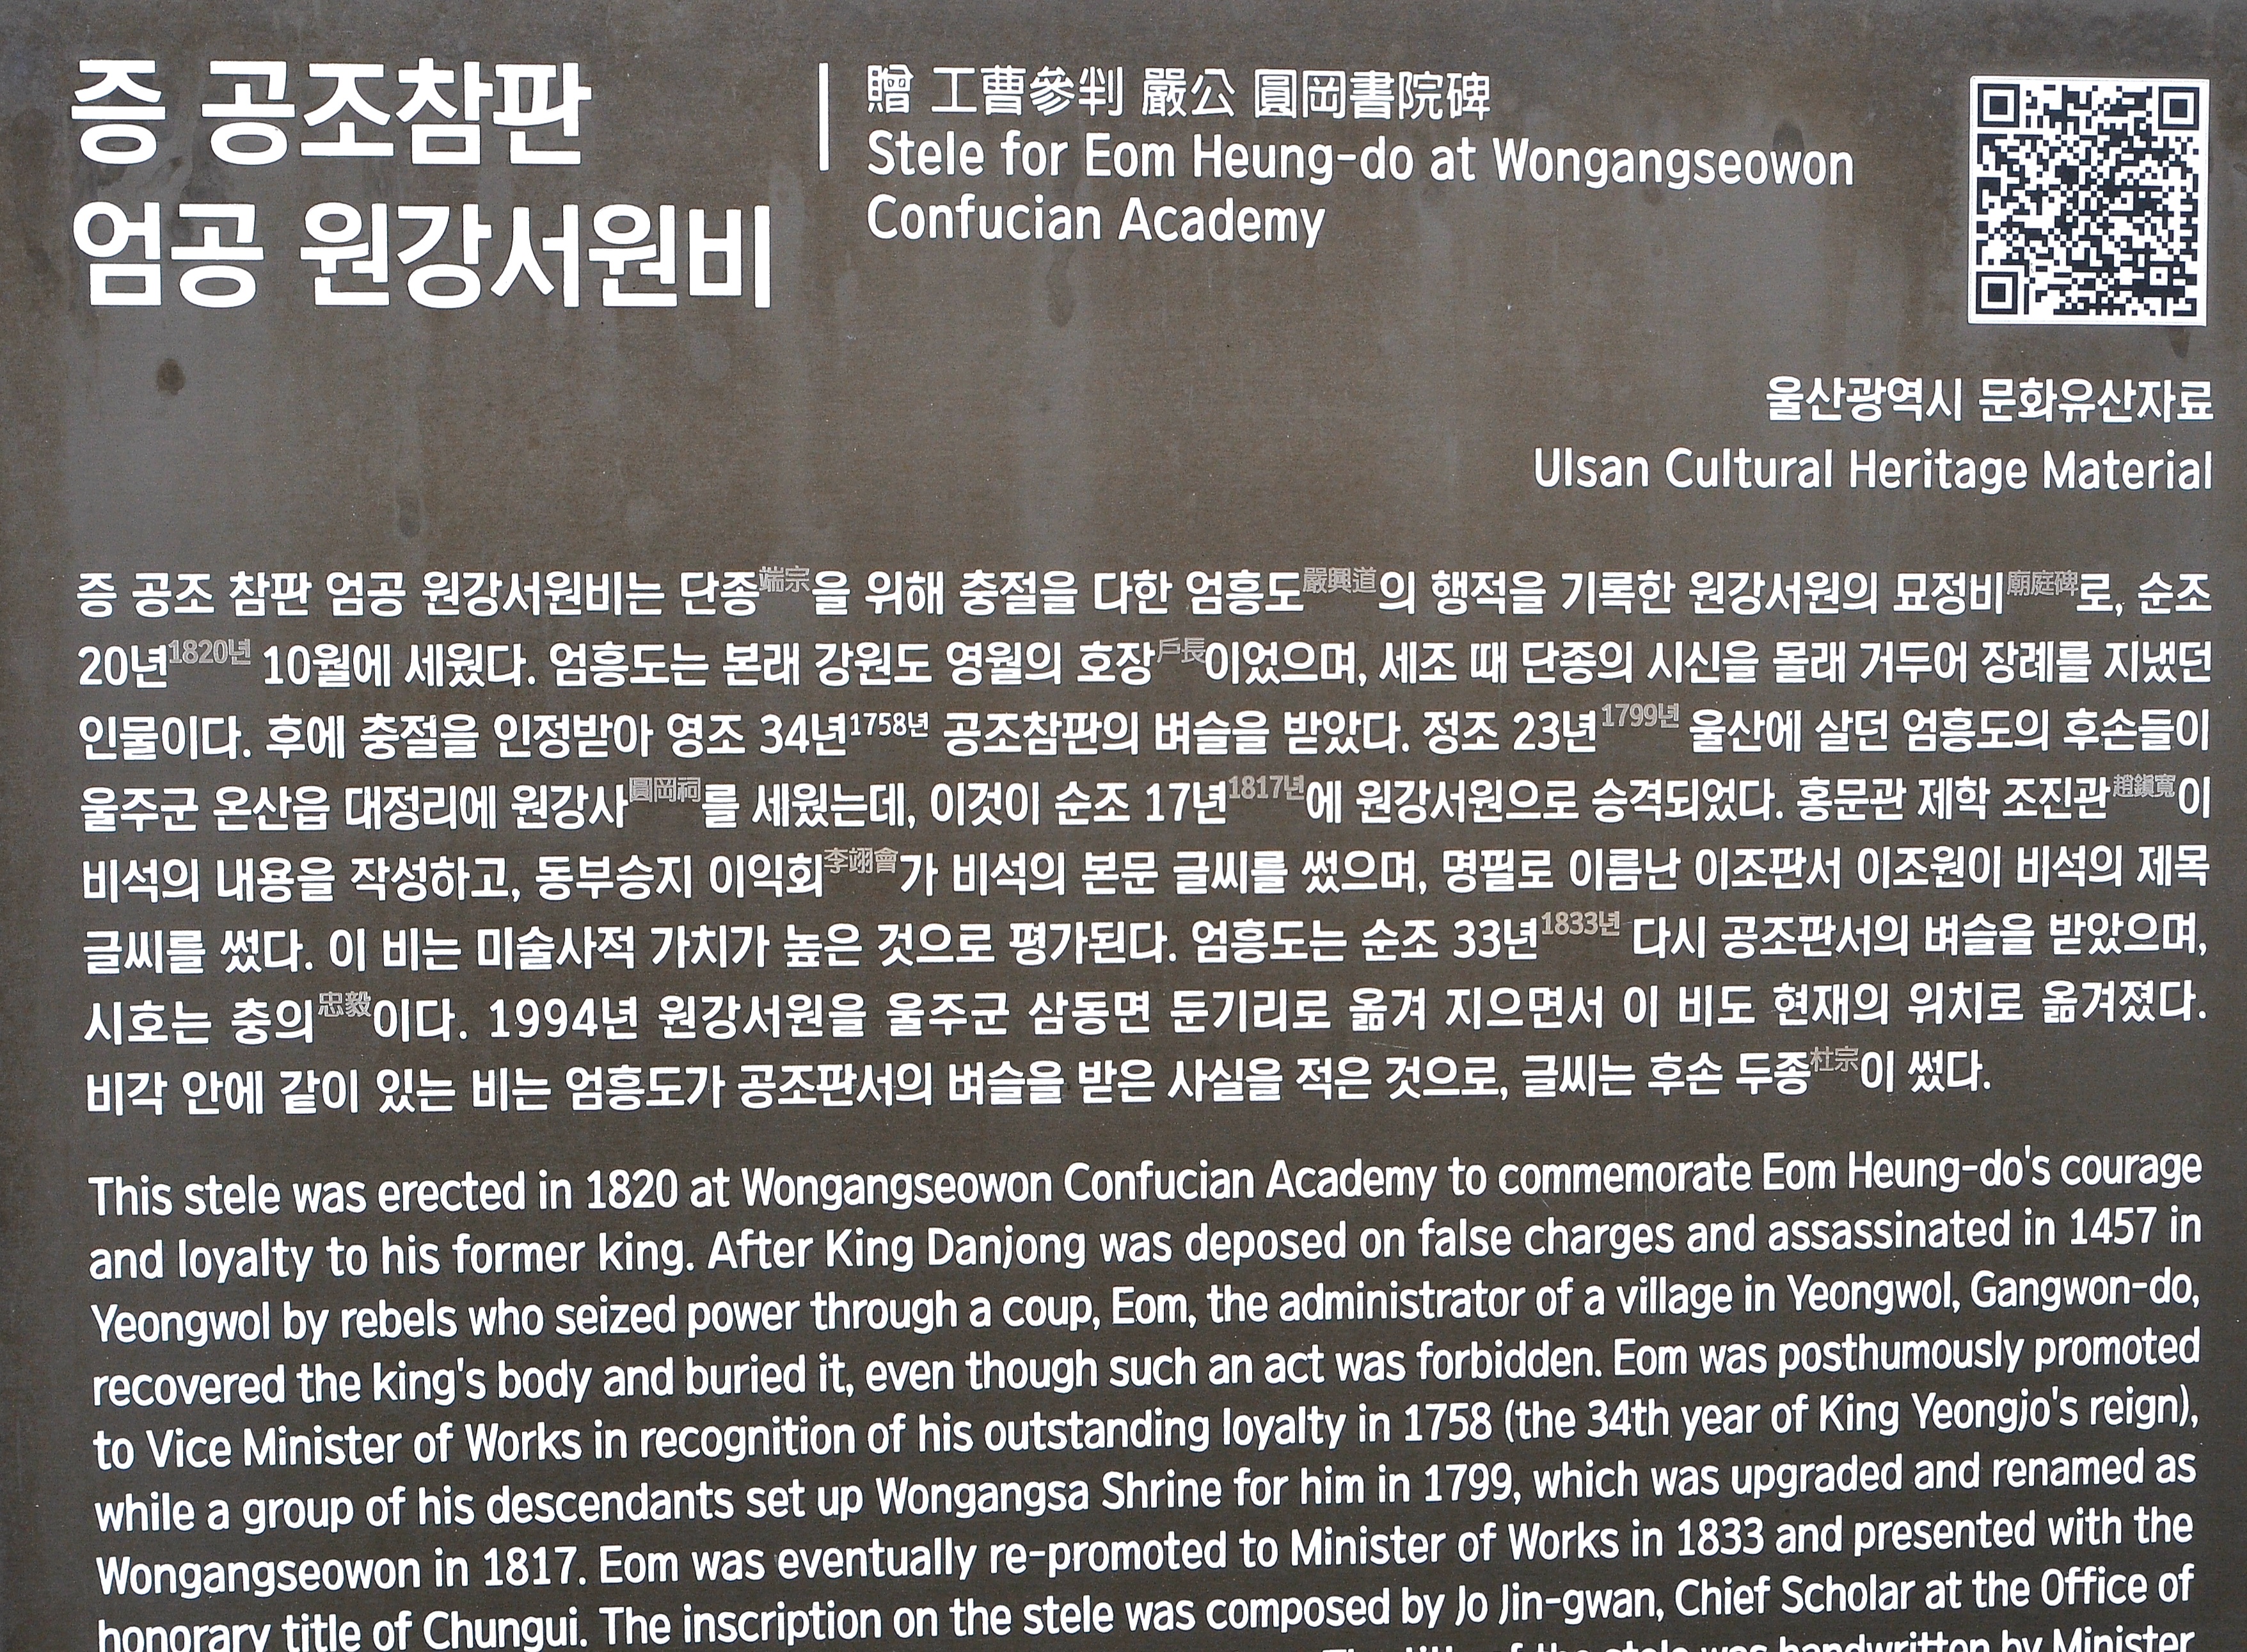 증 공조참판
엄공 원강서원비
贈 工曹參判 嚴公 圓岡書院碑
Stele for Eom Heung-do at Wongangseowon
Confucian Academy
울산광역시 문화유산자료
Ulsan Cultural Heritage Material
증 공조 참판 엄공 원강서원비는 단종端宗을 위해 충절을 다한 엄흥도嚴興道의 행적을 기록한 원강서원의 묘정비廟庭碑로, 순조
20년1820년 10월에 세웠다. 엄흥도는 본래 강원도 영월의 호장戶長이었으며, 세조 때 단종의 시신을 몰래 거두어 장례를 지냈던
인물이다. 후에 충절을 인정받아 영조 34년1758년 공조참판의 벼슬을 받았다. 정조 23년1799년 울산에 살던 엄흥도의 후손들이
울주군 온산읍 대정리에 원강사圓岡祠를 세웠는데, 이것이 순조 17년1817년에 원강서원으로 승격되었다. 홍문관 제학 조진관趙鎭寬이
비석의 내용을 작성하고, 동부승지 이익회李翊會가 비석의 본문 글씨를 썼으며, 명필로 이름난 이조판서 이조원이 비석의 제목
글씨를 썼다. 이 비는 미술사적 가치가 높은 것으로 평가된다. 엄흥도는 순조 33년1833년 다시 공조판서의 벼슬을 받았으며,
시호는 충의忠毅이다. 1994년 원강서원을 울주군 삼동면 둔기리로 옮겨 지으면서 이 비도 현재의 위치로 옮겨졌다.
비각 안에 같이 있는 비는 엄흥도가 공조판서의 벼슬을 받은 사실을 적은 것으로, 글씨는 후손 두종杜宗이 썼다.
This stele was erected in 1820 at Wongangseowon Confucian Academy to commemorate Eom Heung-do's courage
and loyalty to his former king. After King Danjong was deposed on false charges and assassinated in 1457 in
Yeongwol by rebels who seized power through a coup, Eom, the administrator of a village in Yeongwol, Gangwon-do,
recovered the king's body and buried it, even though such an act was forbidden. Eom was posthumously promoted
to Vice Minister of Works in recognition of his outstanding loyalty in 1758 (the 34th year of King Yeongjo's reign),
while a group of his descendants set up Wongangsa Shrine for him in 1799, which was upgraded and renamed as
Wongangseowon in 1817. Eom was eventually re-promoted to Minister of Works in 1833 and presented with the
honorary title of Chungui. The inscription on the stele was composed by Jo Jin-gwan, Chief Scholar at the Office of
the stele was handwritten by Minister